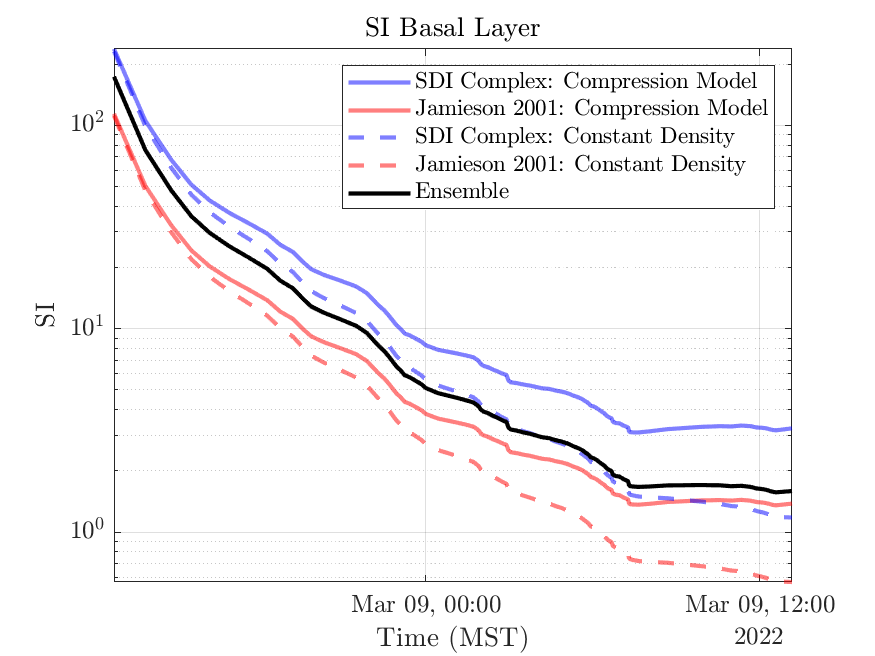 SI Basal Layer
SDI Complex: Compression Model
Jamieson 2001: Compression Model
SDI Complex: Constant Density
Jamieson 2001: Constant Density
Ensemble
10^2
10^1
10^0
SI
Mar 09, 00:00
Mar 09, 12:00
Time (MST)
2022